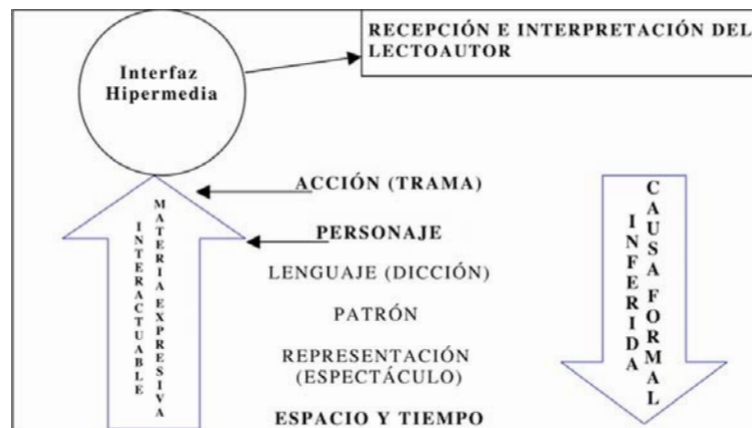 RECEPCIÓN E INTERPRETACIÓN DEL
LECTOAUTOR
Interfaz
Hipermedia
ACCIÓN (TRAMA)
PERSONAJE
LENGUAJE (DICCIÓN)
PATRÓN
REPRESENTACIÓN
(ESPECTÁCULO)
ESPACIO Y TIEMPO
MATERIA EXPRESIVA
INTERACTUABLE
CAUSA FORMAL
INFERIDA